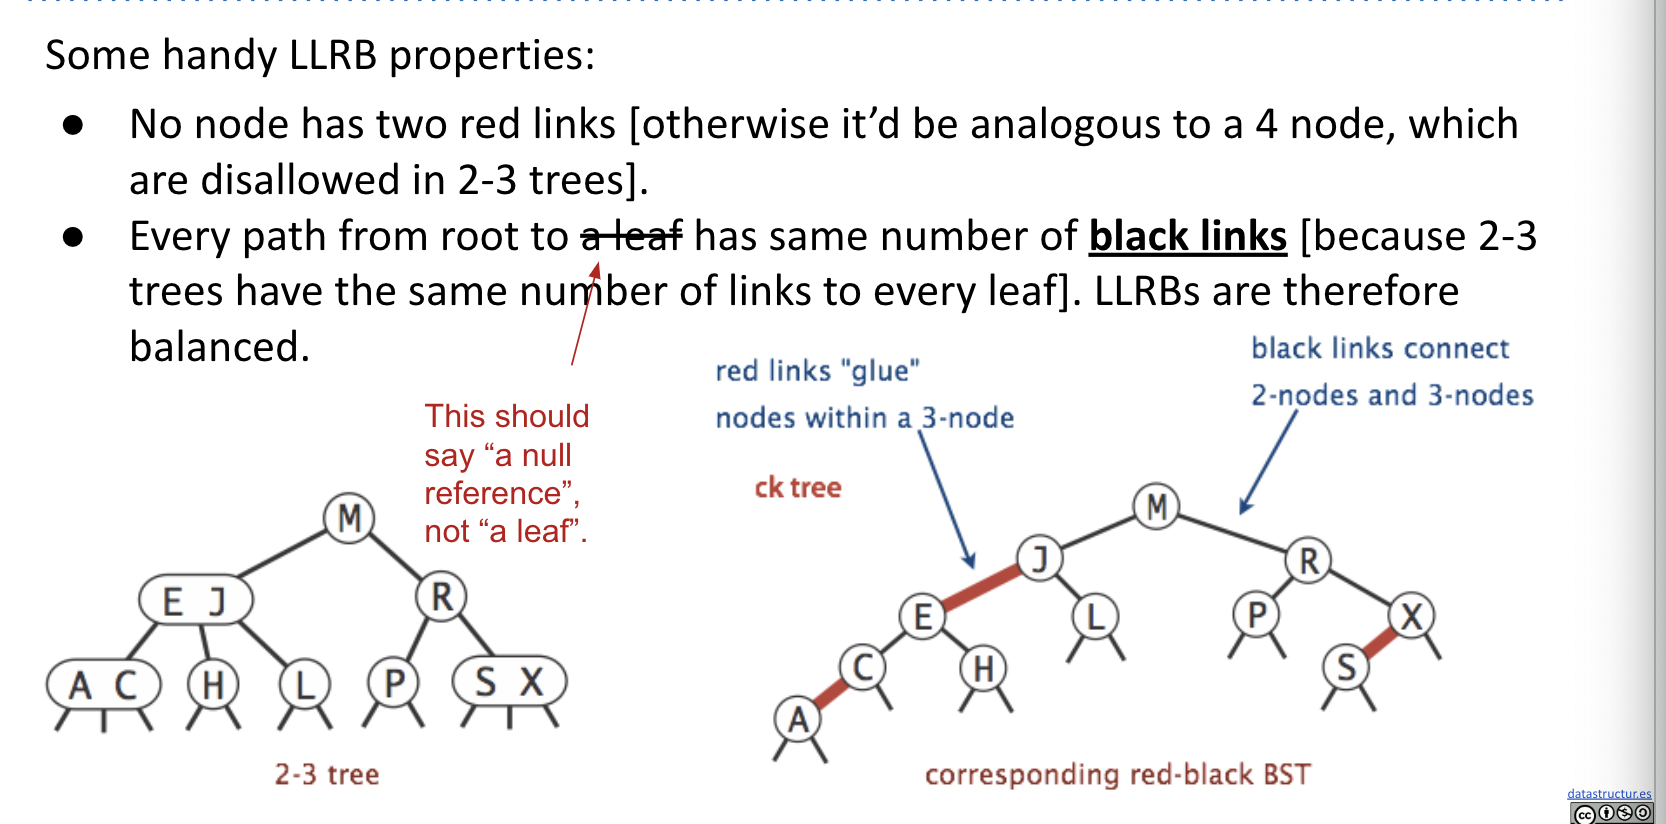 Some handy LLRB properties:
● No node has two red links [otherwise it’d be analogous to a 4 node, which
are disallowed in 2-3 trees].
● Every path from root to a leaf has same number of black links [because 2-3
trees have the same number of links to every leaf]. LLRBs are therefore
balanced.
This should
say “a null
reference”,
not “a leaf”.
red links "glue"
nodes within a 3-node
black links connect
2-nodes and 3-nodes
ck tree
M
E J
R
A C
H
L
P
S X
2-3 tree
M
J
R
E
L
P
X
C
H
S
A
corresponding red-black BST
datastructur.es
cc